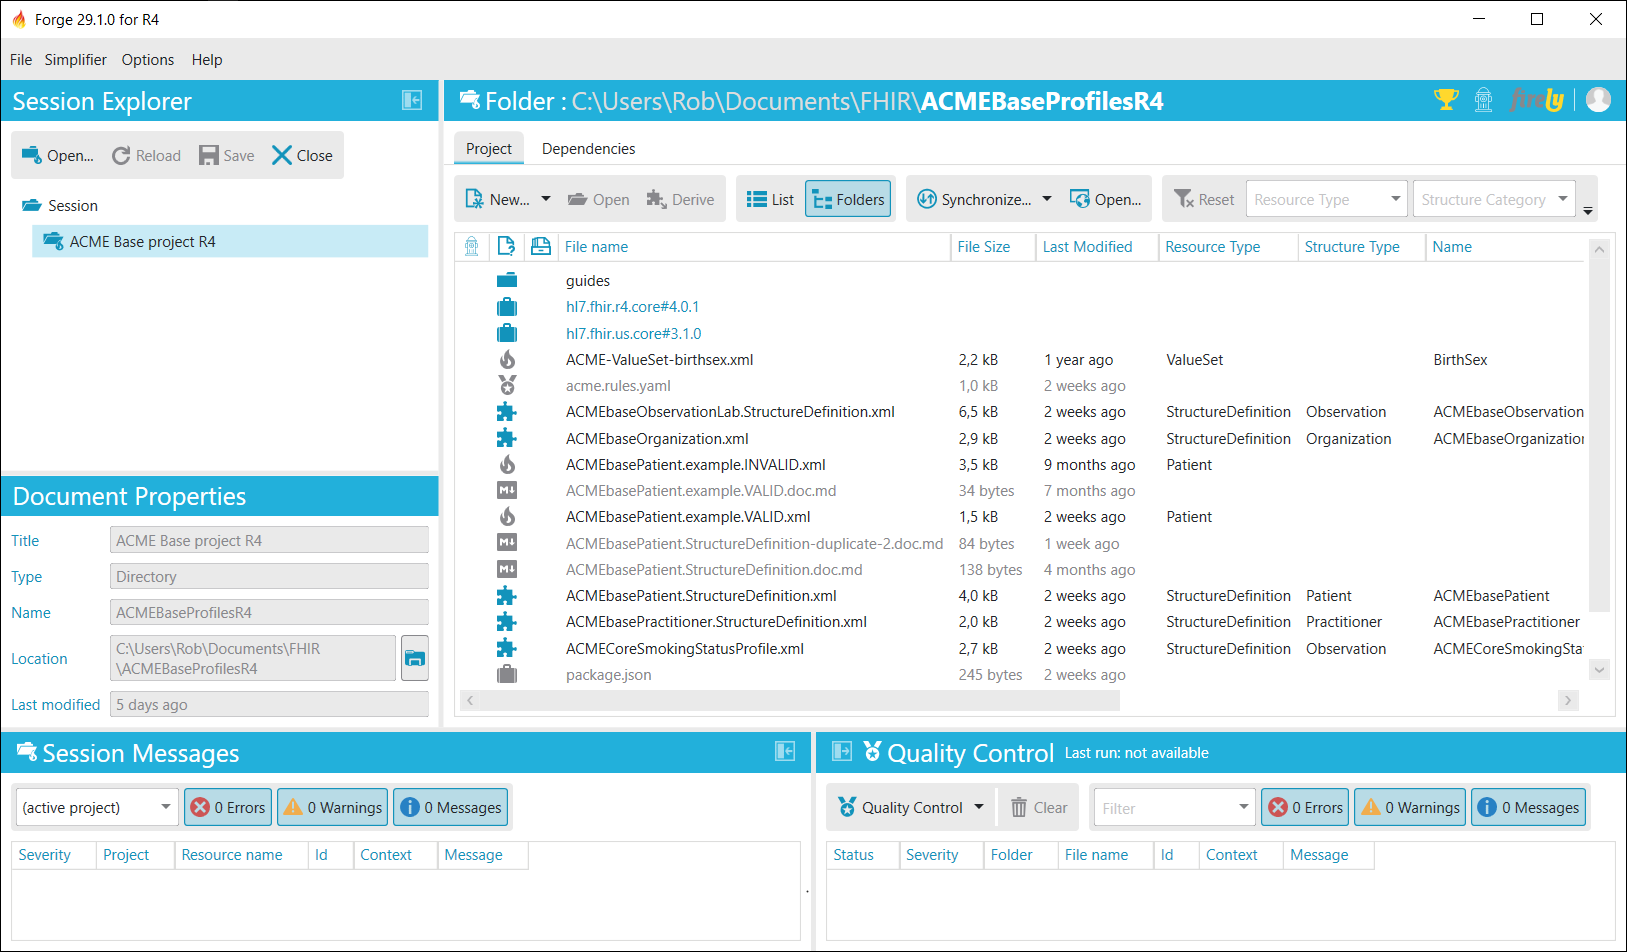 Forge 29.1.0 for R4
File Simplifier Options Help
Session Explorer
Open... Reload Save Close
Session
ACME Base project R4
Document Properties
Title ACME Base project R4
Type Directory
Name ACMEBaseProfilesR4
Location C:\Users\Rob\Documents\FHIR
\ACMEBaseProfilesR4
Last modified 5 days ago
Folder : C:\Users\Rob\Documents\FHIR\ACMEBaseProfilesR4
firely
Project Dependencies
New... Open Derive List Folders Synchronize... Open... Reset Resource Type Structure Category
File name File Size Last Modified Resource Type Structure Type Name
guides
hl7.fhir.r4.core#4.0.1
hl7.fhir.us.core#3.1.0
ACME-ValueSet-birthsex.xml 2,2 kB 1 year ago ValueSet BirthSex
acme.rules.yaml 1,0 kB 2 weeks ago
ACMEbaseObservationLab.StructureDefinition.xml 6,5 kB 2 weeks ago StructureDefinition Observation ACMEbaseObservation
ACMEbaseOrganization.xml 2,9 kB 2 weeks ago StructureDefinition Organization ACMEbaseOrganization
ACMEbasePatient.example.INVALID.xml 3,5 kB 9 months ago Patient
M↓ ACMEbasePatient.example.VALID.doc.md 34 bytes 7 months ago
ACMEbasePatient.example.VALID.xml 1,5 kB 2 weeks ago Patient
M↓ ACMEbasePatient.StructureDefinition-duplicate-2.doc.md 84 bytes 1 week ago
M↓ ACMEbasePatient.StructureDefinition.doc.md 138 bytes 4 months ago
ACMEbasePatient.StructureDefinition.xml 4,0 kB 2 weeks ago StructureDefinition Patient ACMEbasePatient
ACMEbasePractitioner.StructureDefinition.xml 2,0 kB 2 weeks ago StructureDefinition Practitioner ACMEbasePractitioner
ACMECoreSmokingStatusProfile.xml 2,7 kB 2 weeks ago StructureDefinition Observation ACMECoreSmokingSta
package.json 245 bytes 2 weeks ago
Session Messages
(active project) 0 Errors 0 Warnings 0 Messages
Severity Project Resource name Id Context Message
Quality Control Last run: not available
Quality Control Clear Filter 0 Errors 0 Warnings 0 Messages
Status Severity Folder File name Id Context Message